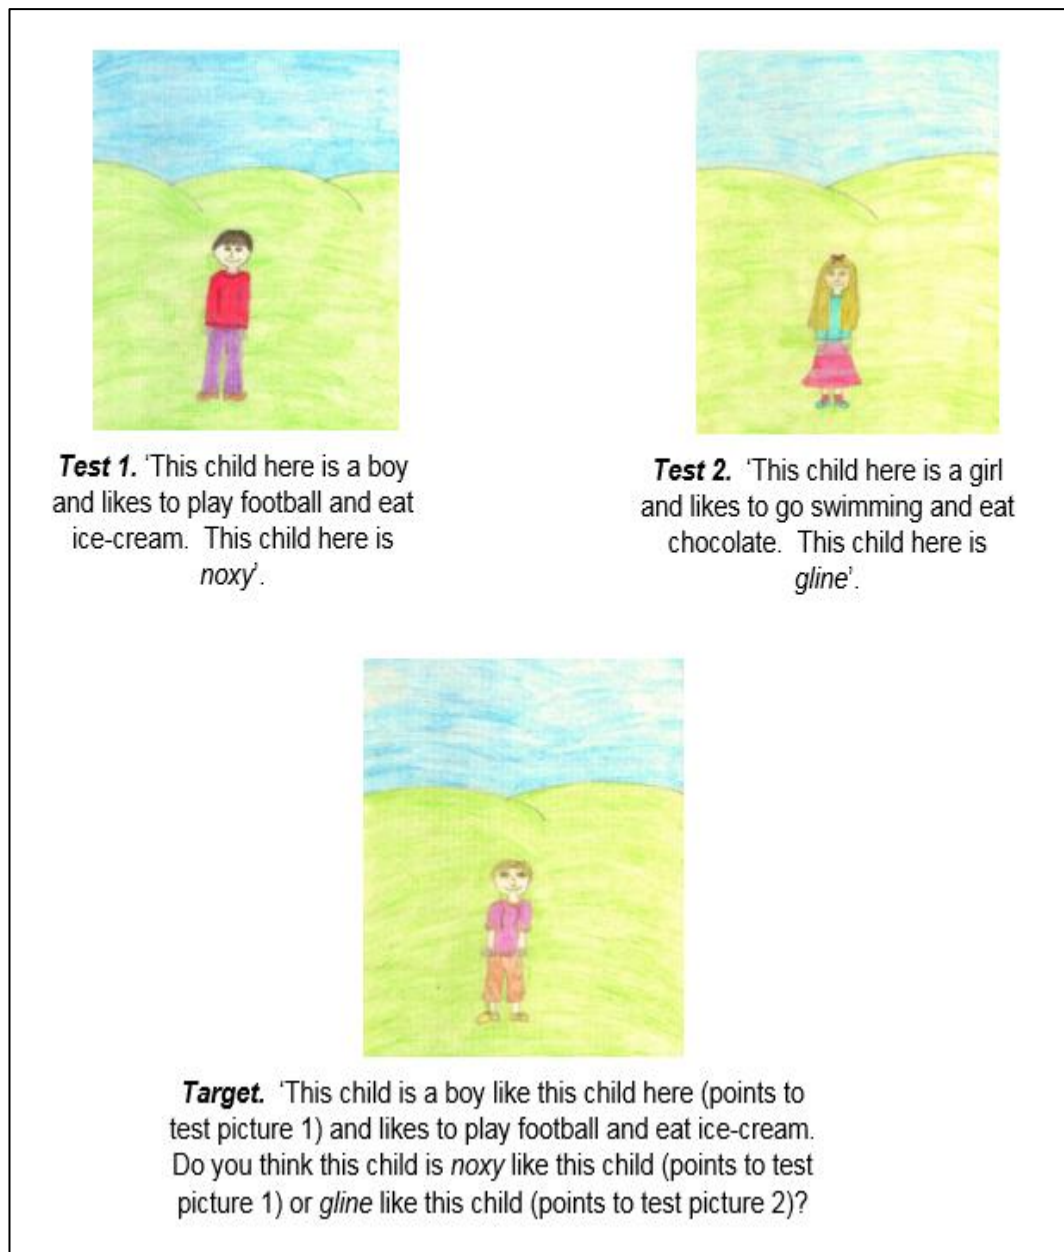 Test 1. ‘This child here is a boy
and likes to play football and eat
ice-cream. This child here is
noxy’.
Test 2. ‘This child here is a girl
and likes to go swimming and eat
chocolate. This child here is
gline’.
Target. ‘This child is a boy like this child here (points to
test picture 1) and likes to play football and eat ice-cream.
Do you think this child is noxy like this child (points to test
picture 1) or gline like this child (points to test picture 2)?